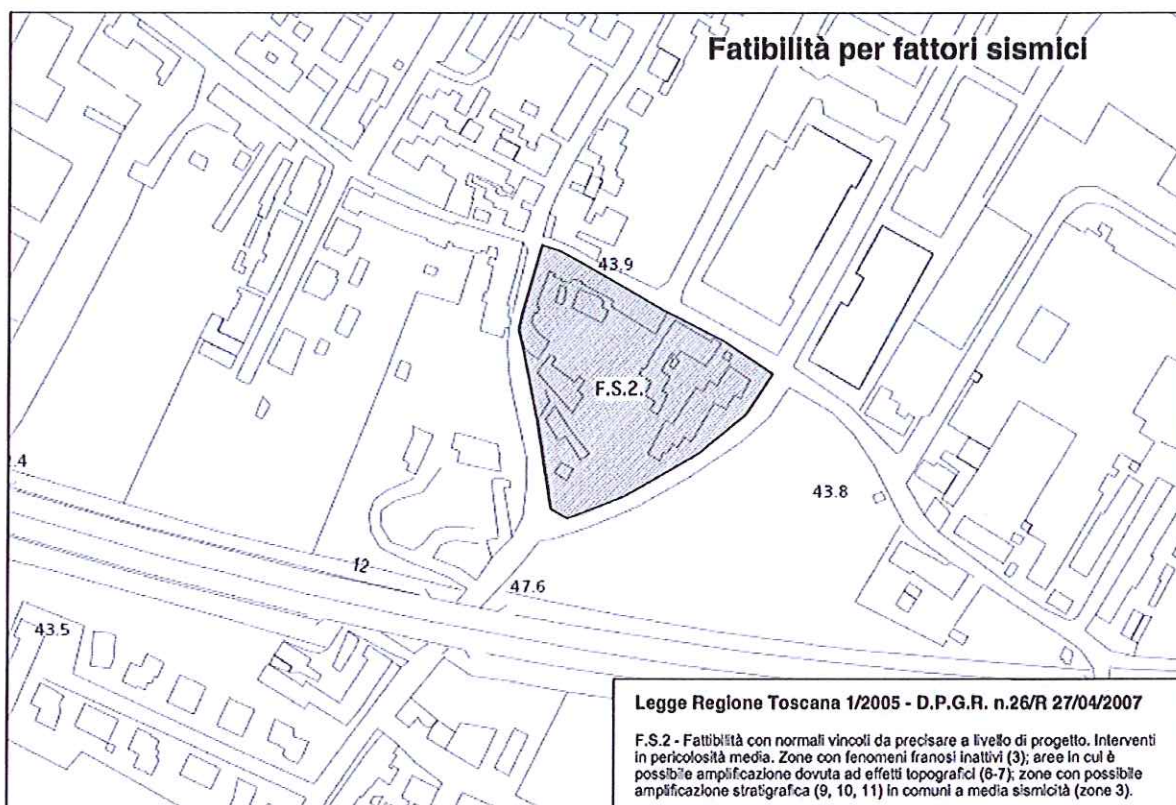 Fatibilità per fattori sismici
43,9
F.S.2.
.4
43.8
12
47.6
43.5
Legge Regione Toscana 1/2005 - D.P.G.R. n.26/R 27/04/2007
F.S.2 - Fattibilità con normali vincoli da precisare a livello di progetto. Interventi
in pericolosità media. Zone con fenomeni franosi inattivi (3); aree in cui è
possibile amplificazione dovuta ad effetti topografici (6-7); zone con possibile
amplificazione stratigrafica (9, 10, 11) in comuni a media sismicità (zone 3).